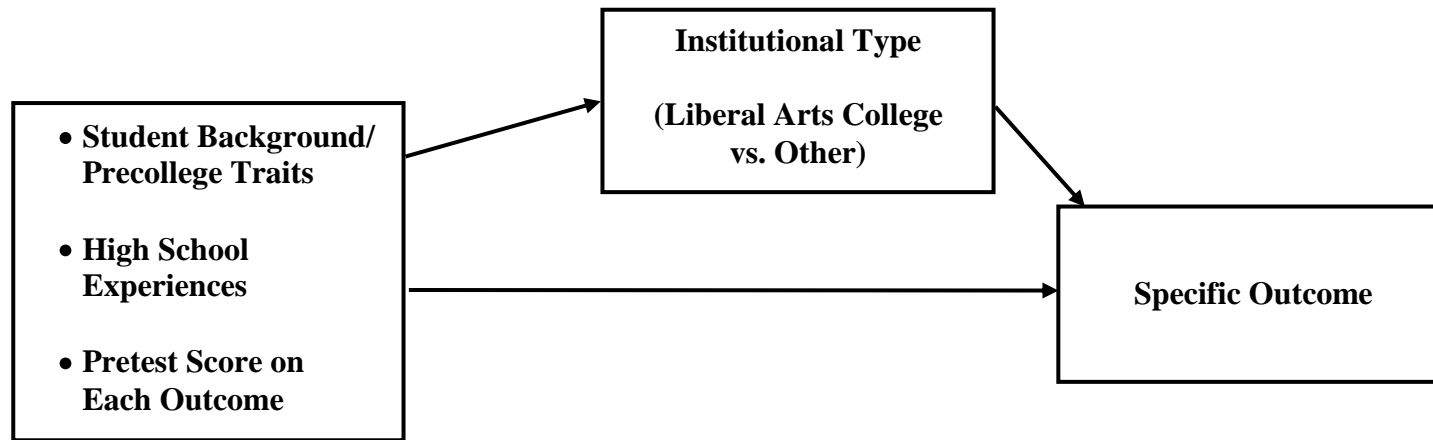 Institutional Type
(Liberal Arts College
vs. Other)
• Student Background/
Precollege Traits
• High School
Experiences
• Pretest Score on
Each Outcome
Specific Outcome